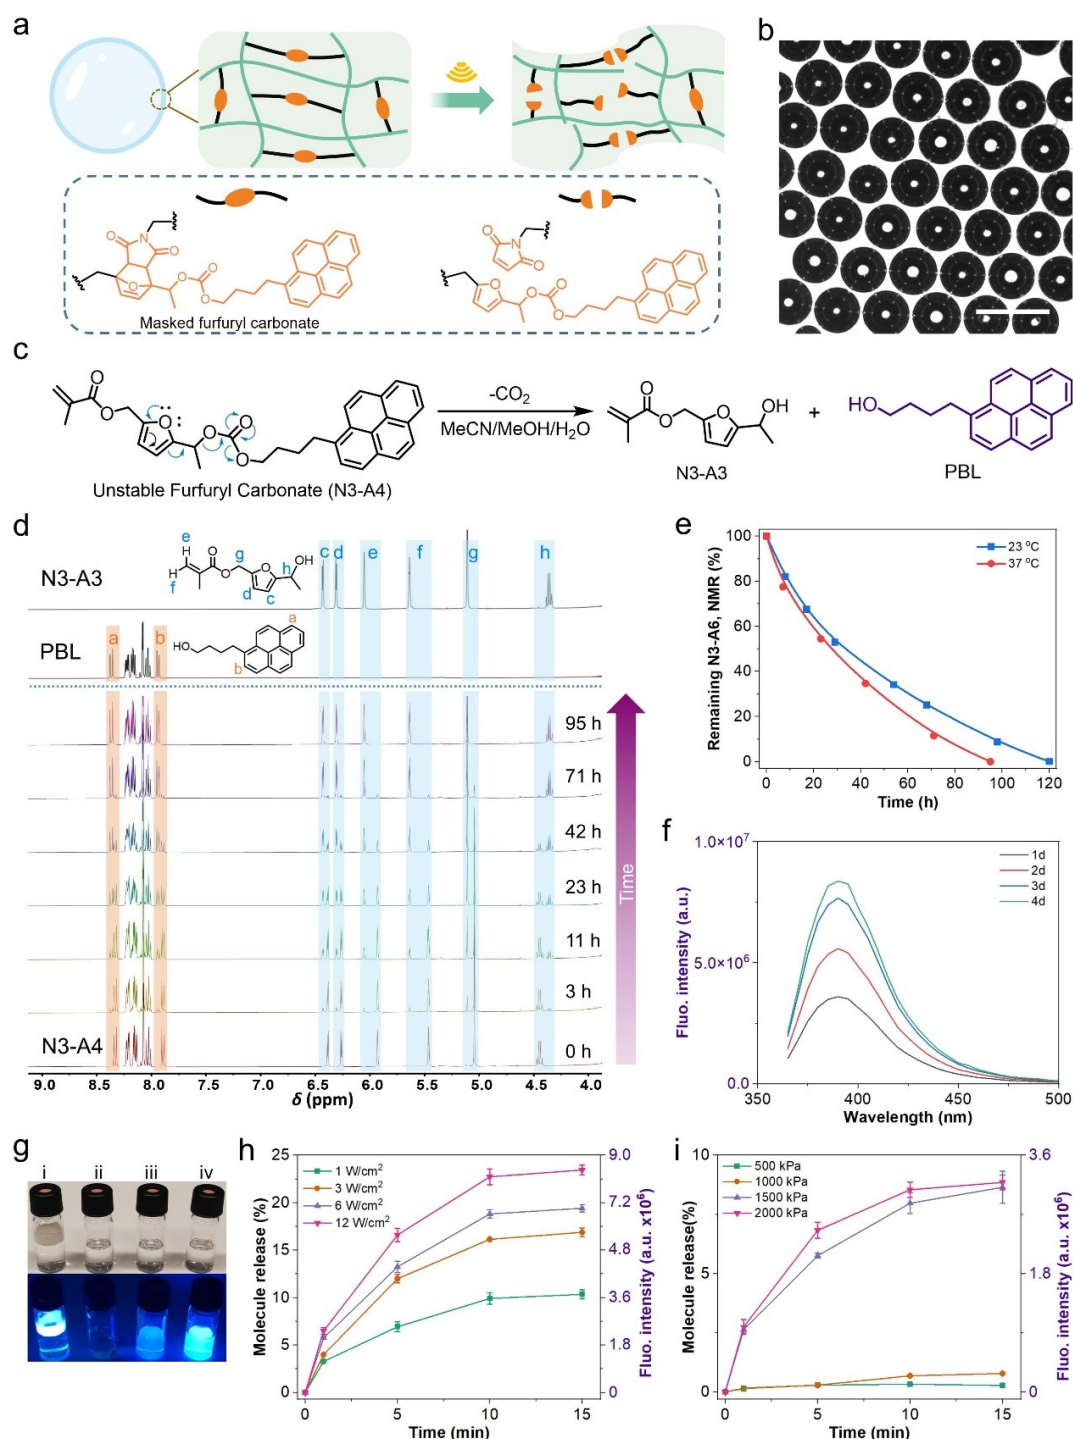 a
b
N
O
O
O
O
O
O
Masked furfuryl carbonate
N
O
O
O
O
O
O
c
O
O
O
O
O
O
-CO2
MeCN/MeOH/H2O
O
O
O
OH
+
HO
Unstable Furfuryl Carbonate (N3-A4)
N3-A3
PBL
d
N3-A3
e
f
O
O
g
O
OH
h
d
c
c d e f g h
PBL
a b
HO
a
b
95 h
71 h
42 h
23 h
11 h
3 h
N3-A4
0 h
Time
9.0 8.5 8.0 7.5 7.0 6.5 6.0 5.5 5.0 4.5 4.0
δ (ppm)
e
Remaining N3-A6, NMR (%)
100
80
60
40
20
0
23 °C
37 °C
0 20 40 60 80 100 120
Time (h)
f
Fluo. intensity (a.u.)
1.0×10⁷
5.0×10⁶
0.0
1d
2d
3d
4d
350 400 450 500
Wavelength (nm)
g
i ii iii iv
h
Molecule release (%)
25
20
15
10
5
0
1 W/cm²
3 W/cm²
6 W/cm²
12 W/cm²
9.0
7.2
4.8
3.6
1.8
0
Fluo. intensity (a.u. x10⁶)
0 5 10 15
Time (min)
i
Molecule release(%)
10
5
0
500 kPa
1000 kPa
1500 kPa
2000 kPa
3.6
1.8
0
Fluo. intensity (a.u. x10⁶)
0 5 10 15
Time (min)